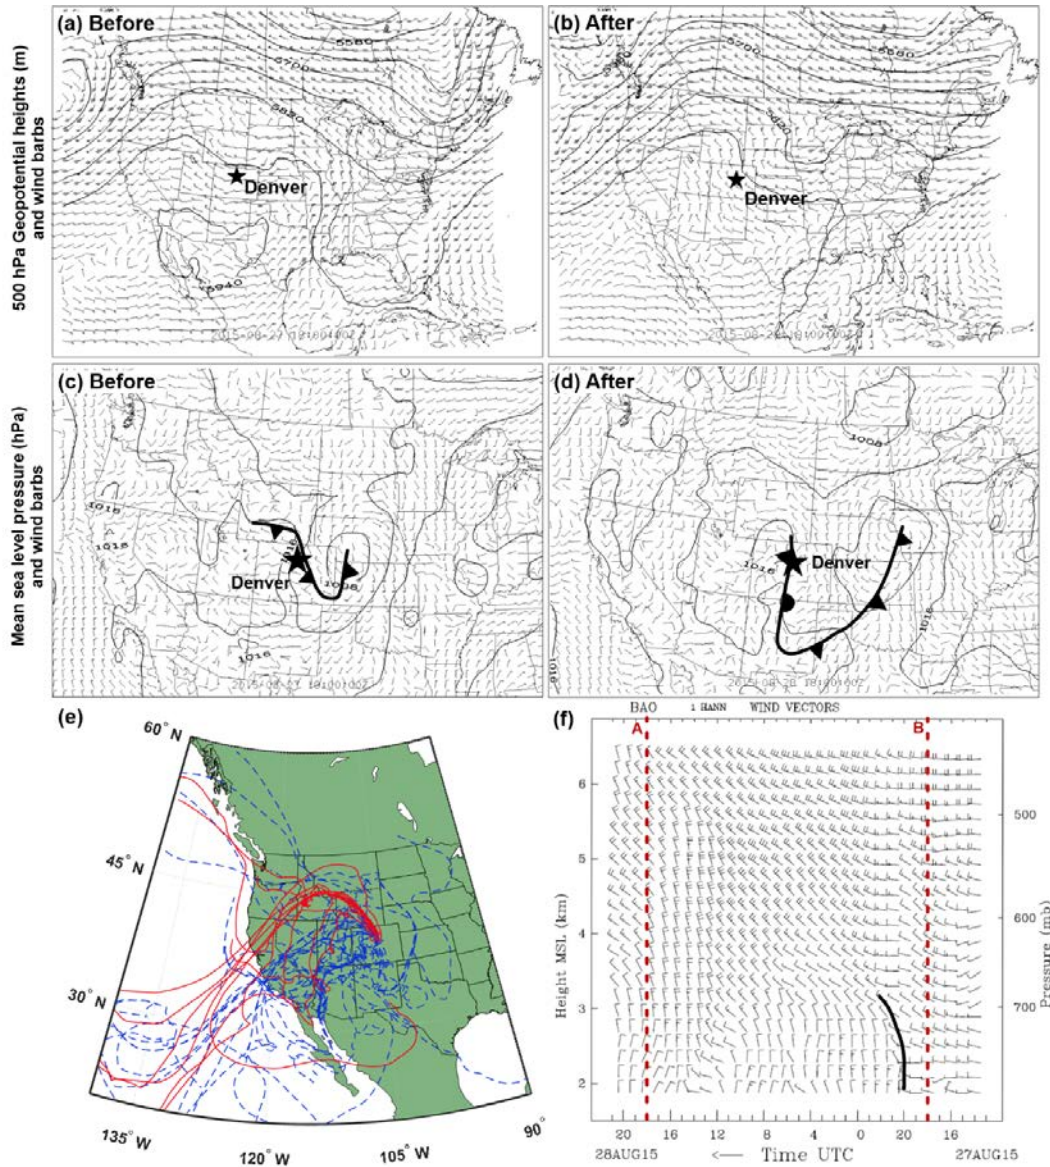 (a) Before
(b) After
500 hPa Geopotential heights (m)
and wind barbs
5580
5700
5820
Denver
5940
5580
5700
5820
Denver
(c) Before
(d) After
Mean sea level pressure (hPa)
and wind barbs
1016
1016
Denver
1008
1016
1008
1016
Denver
1016
1016
(e)
60° N
45° N
30° N
135° W
120° W
105° W
90°
(f)
BAO
WIND VECTORS
A
B
Height MSL (km)
6
5
4
3
2
500
600
700
Pressure (mb)
20 16 12 8 4 0 20 16
28AUG15 <— Time UTC 27AUG15